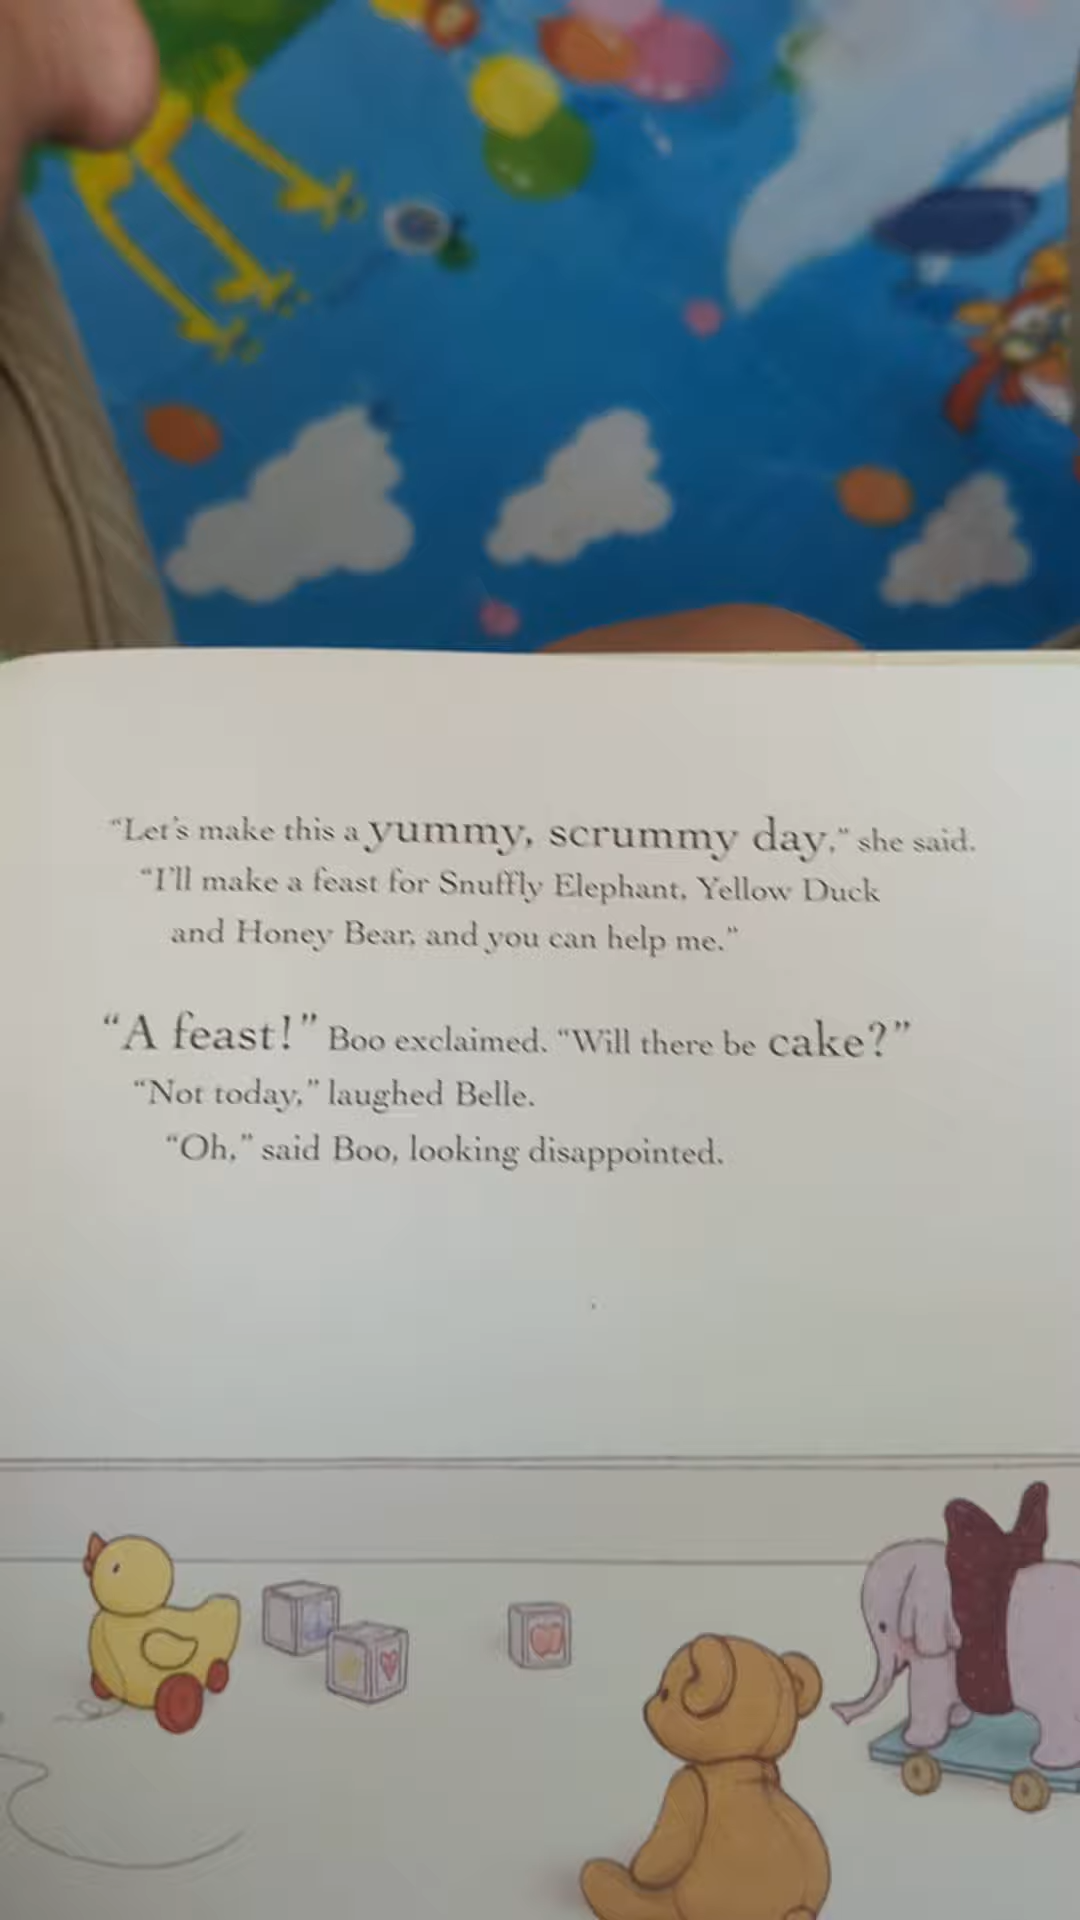 “Let’s make this a yummy, scrummy day,” she said.
“I’ll make a feast for Snuffly Elephant, Yellow Duck
and Honey Bear, and you can help me.”
“A feast!” Boo exclaimed. “Will there be cake?”
“Not today,” laughed Belle.
“Oh,” said Boo, looking disappointed.